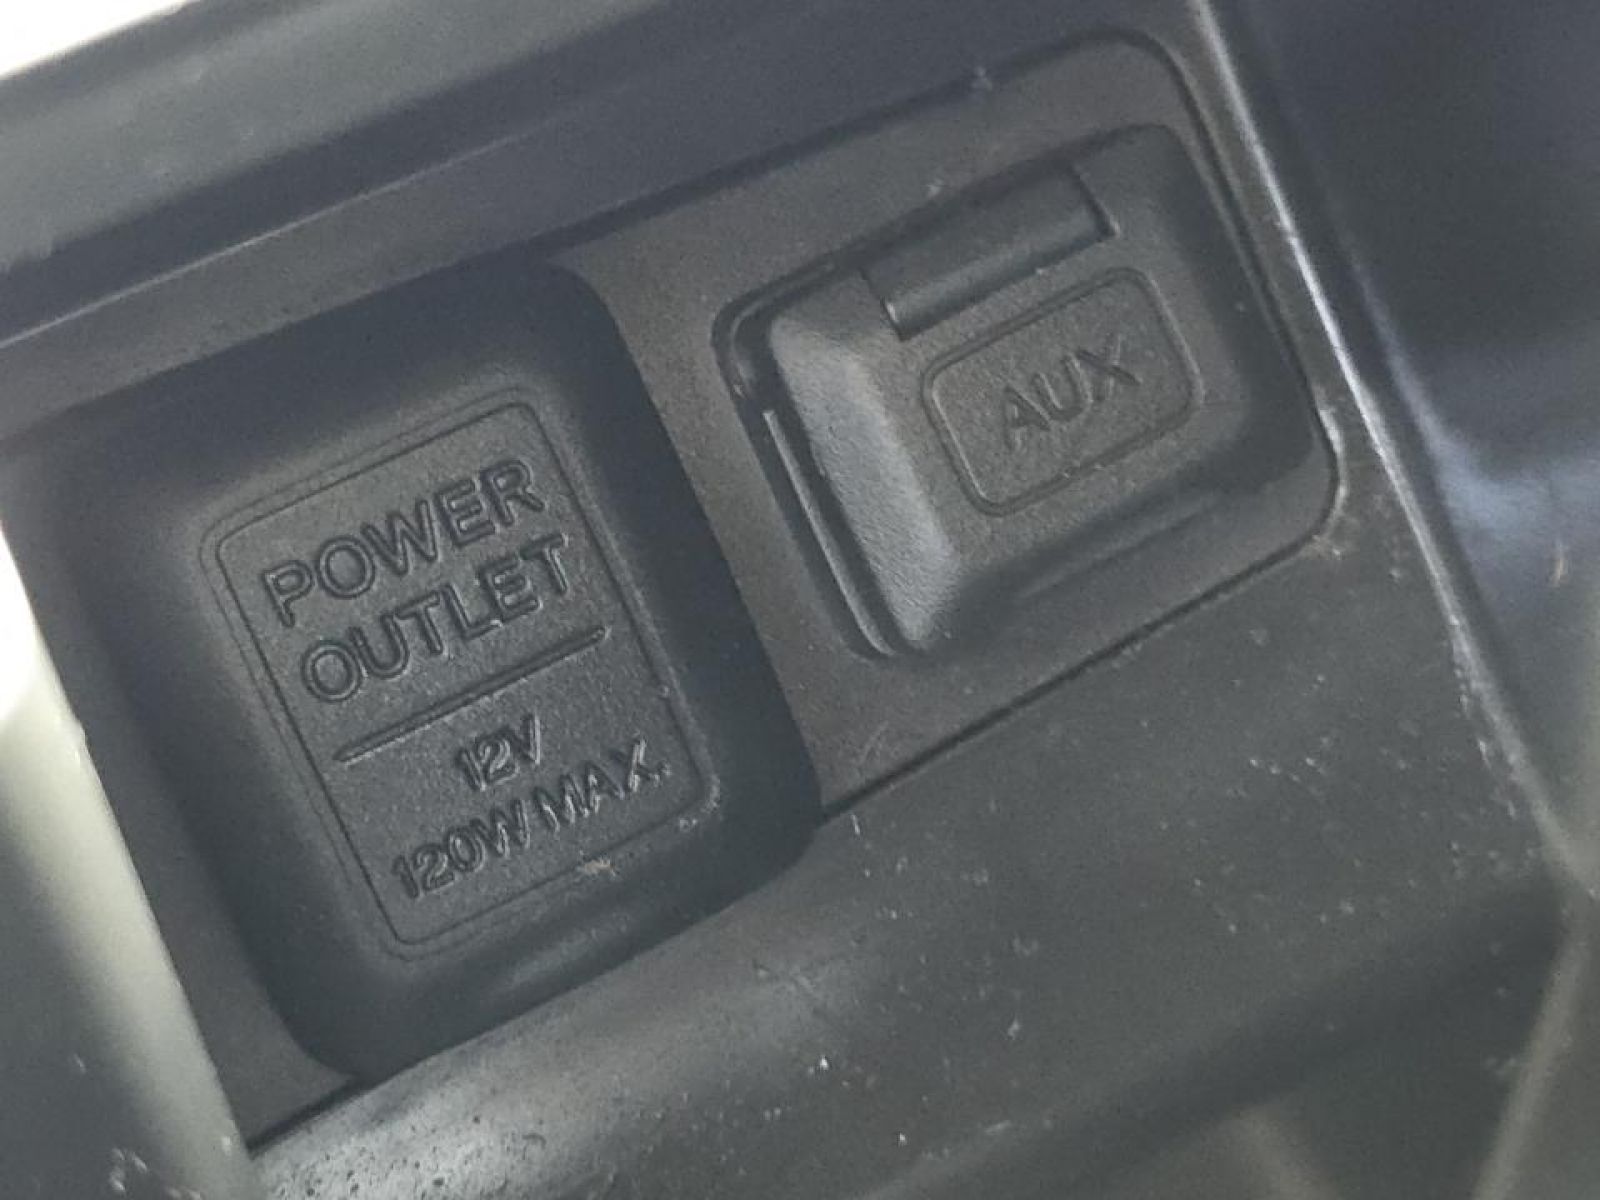 POWER
OUTLET
12V
120W MAX.
AUX